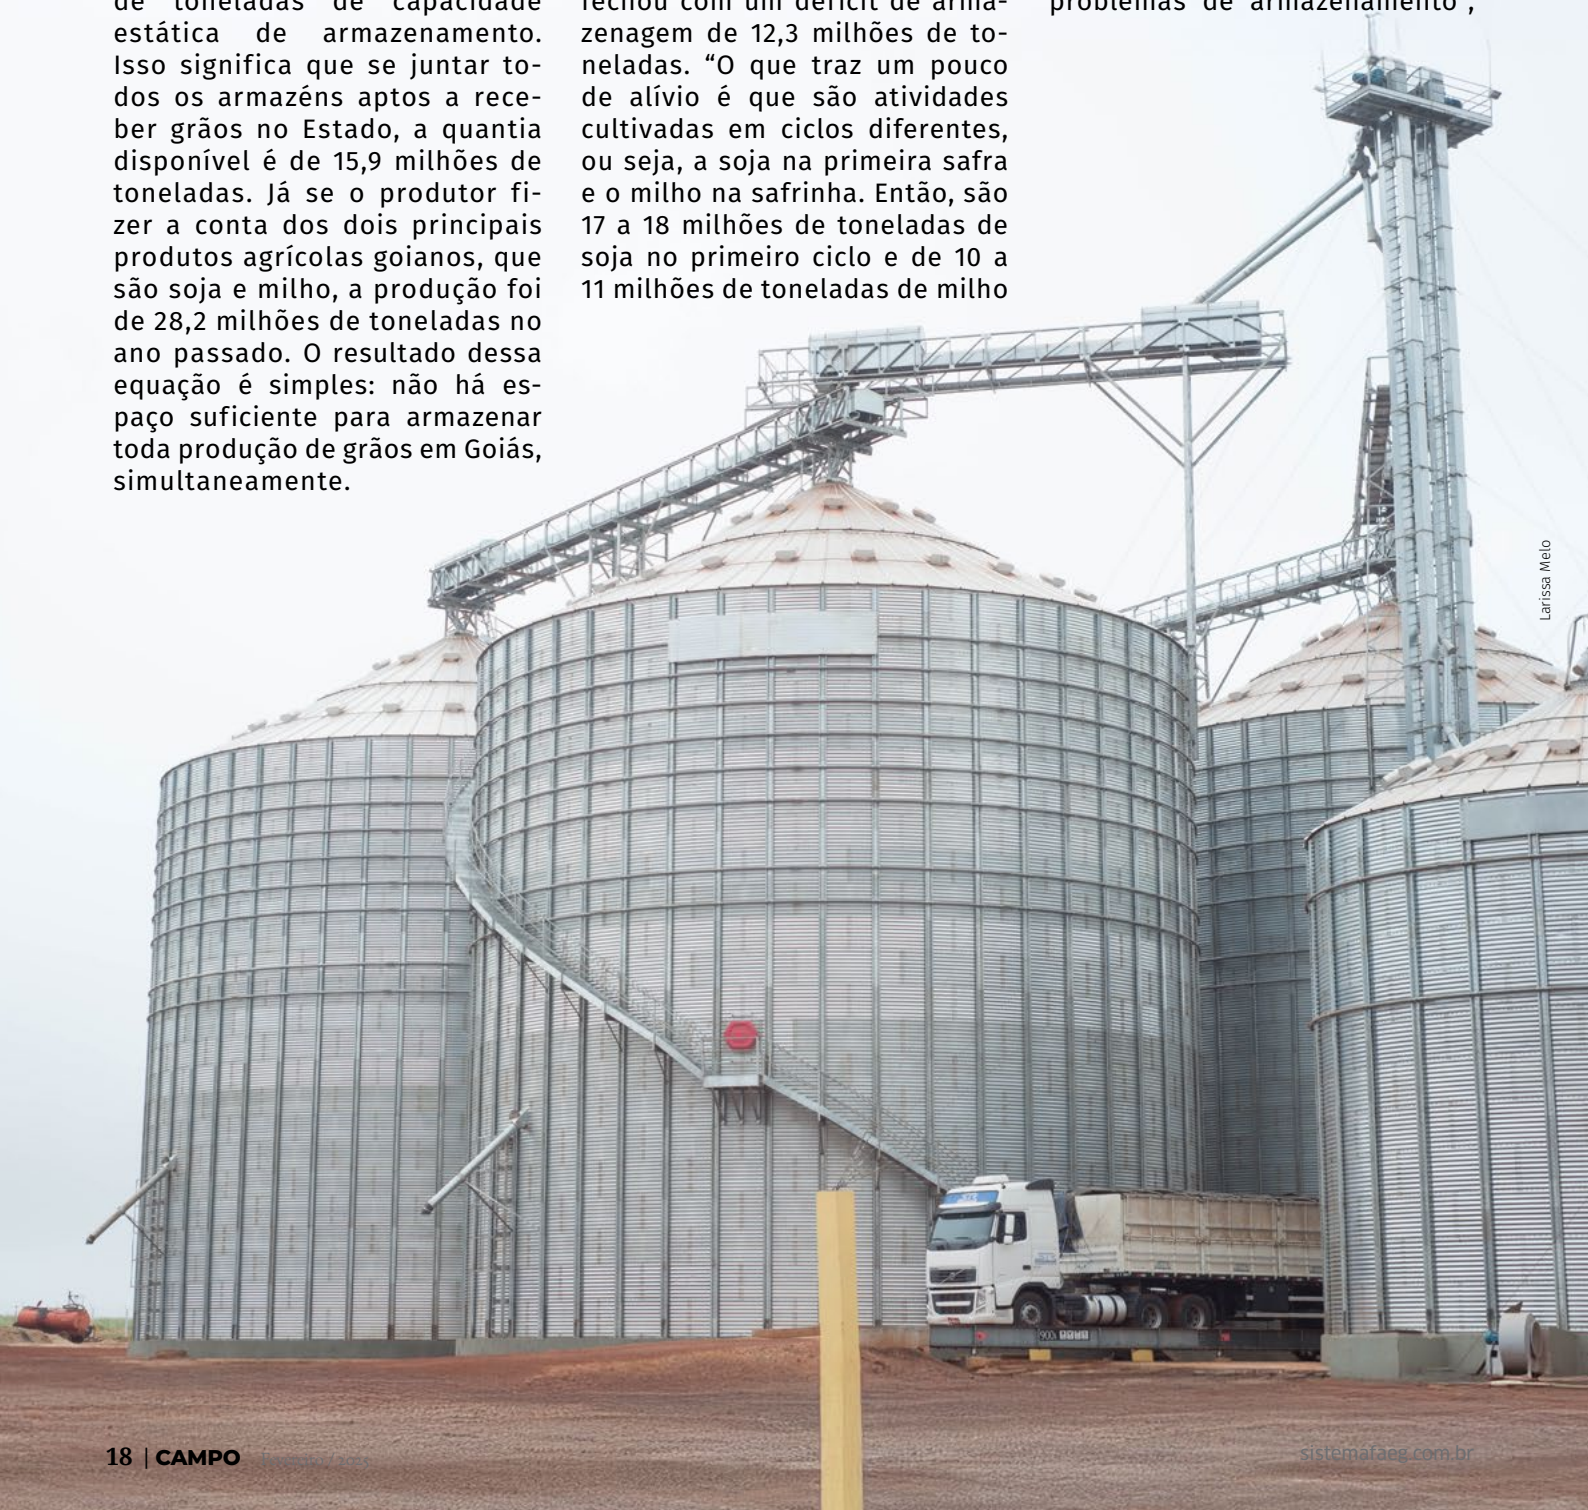 de toneladas de capacidade
estática de armazenamento.
Isso significa que se juntar to-
dos os armazéns aptos a rece-
ber grãos no Estado, a quantia
disponível é de 15,9 milhões de
toneladas. Já se o produtor fi-
zer a conta dos dois principais
produtos agrícolas goianos, que
são soja e milho, a produção foi
de 28,2 milhões de toneladas no
ano passado. O resultado dessa
equação é simples: não há es-
paço suficiente para armazenar
toda produção de grãos em Goiás,
simultaneamente.
fechou com um déficit de arma-
zenagem de 12,3 milhões de to-
neladas. “O que traz um pouco
de alívio é que são atividades
cultivadas em ciclos diferentes,
ou seja, a soja na primeira safra
e o milho na safrinha. Então, são
17 a 18 milhões de toneladas de
soja no primeiro ciclo e de 10 a
11 milhões de toneladas de milho
problemas de armazenamento”,
Larissa Melo
18 | CAMPO
sistemafaeg.com.br